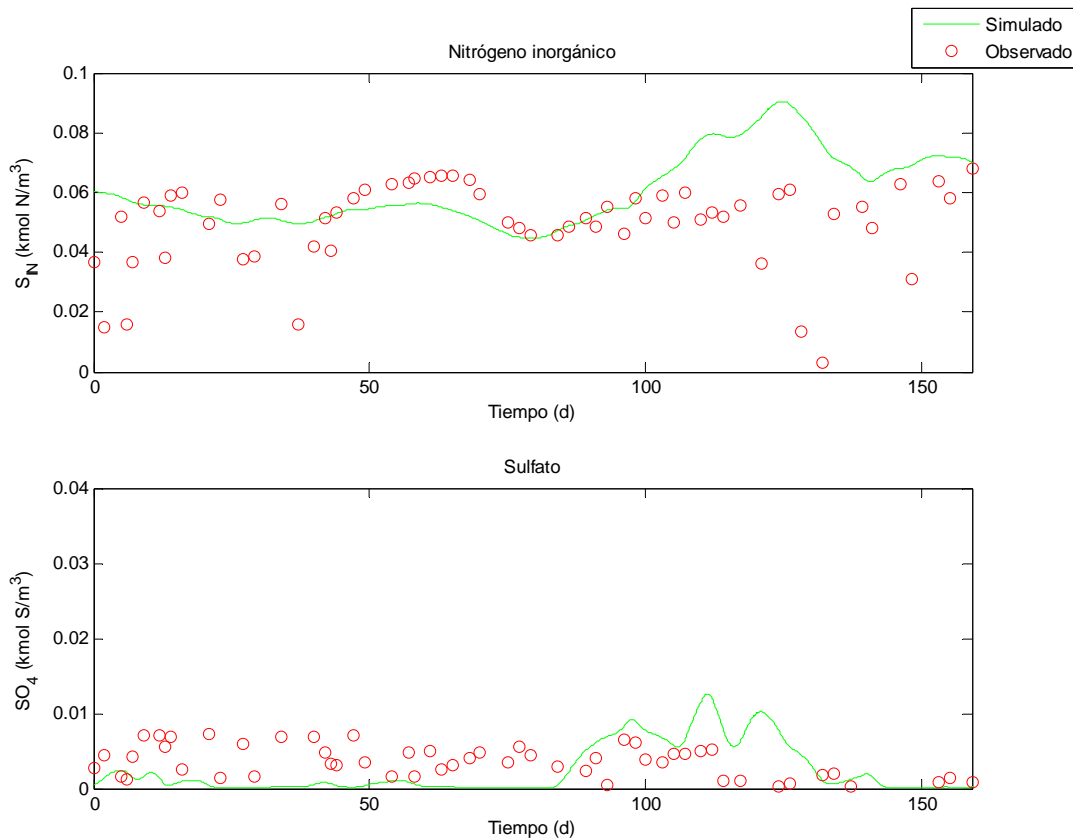 Simulado
Observado
Nitrógeno inorgánico
0.1
0.08
0.06
0.04
0.02
0
S_IN (kmol N/m³)
0 50 100 150
Tiempo (d)
Sulfato
0.04
0.03
0.02
0.01
0
SO₄ (kmol S/m³)
0 50 100 150
Tiempo (d)